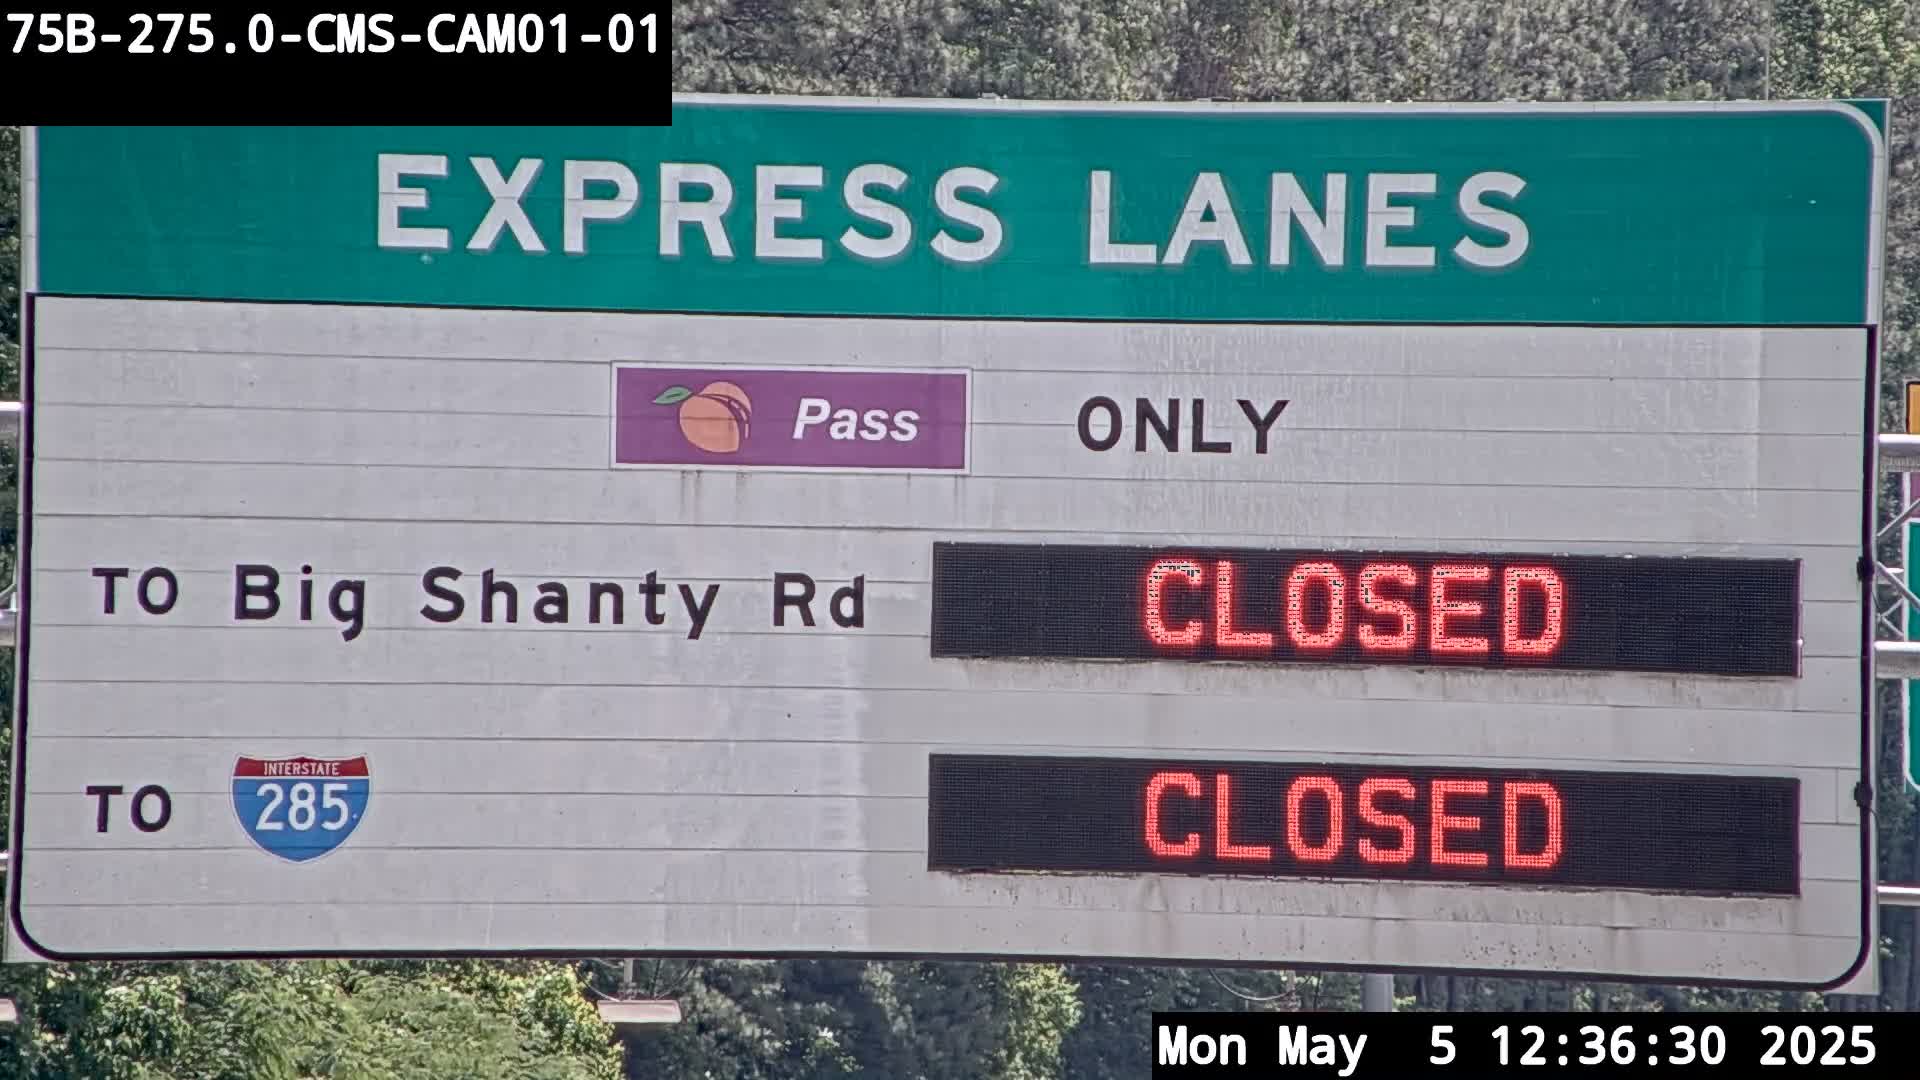 75B-275.0-CMS-CAM01-01
EXPRESS LANES
Pass ONLY
TO Big Shanty Rd CLOSED
INTERSTATE
TO 285 CLOSED
Mon May 5 12:36:30 2025